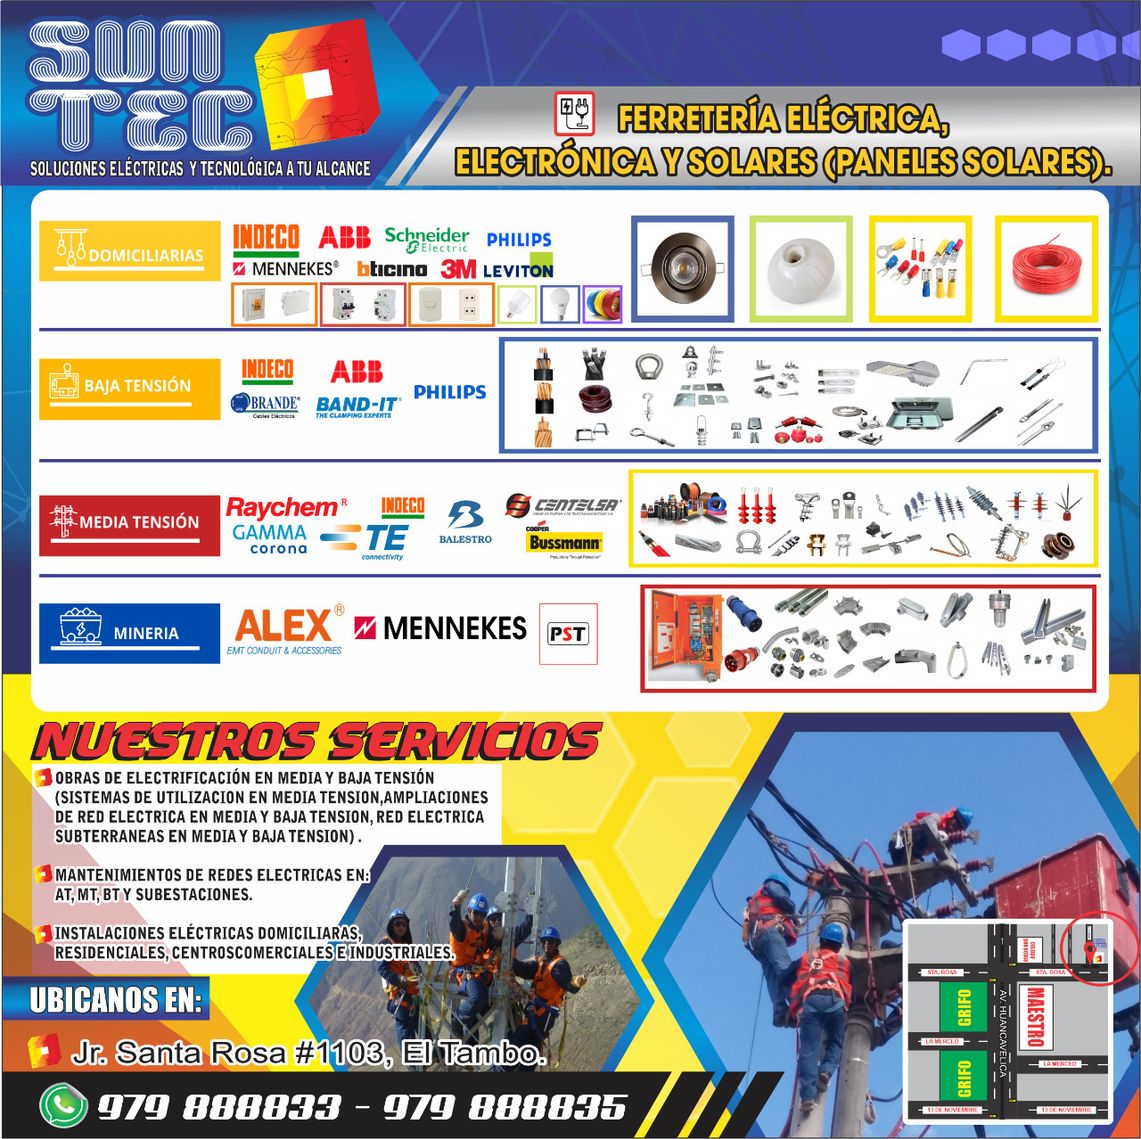 SUN
TEC
SOLUCIONES ELÉCTRICAS Y TECNOLÓGICA A TU ALCANCE
FERRETERÍA ELÉCTRICA,
ELECTRÓNICA Y SOLARES (PANELES SOLARES).
DOMICILIARIAS
INDECO ABB Schneider Electric PHILIPS
MENNEKES® bticino 3M LEVITON
BAJA TENSIÓN
INDECO ABB PHILIPS
BRANDE® Cables Eléctricos BAND-IT® THE CLAMPING EXPERTS
MEDIA TENSIÓN
Raychem® INDECO BALESTRO CENTELSA®
GAMMA corona TE connectivity COOPER Bussmann
MINERIA
ALEX® MENNEKES PST
EMT CONDUIT & ACCESSORIES
NUESTROS SERVICIOS
OBRAS DE ELECTRIFICACIÓN EN MEDIA Y BAJA TENSIÓN
(SISTEMAS DE UTILIZACION EN MEDIA TENSION,AMPLIACIONES
DE RED ELECTRICA EN MEDIA Y BAJA TENSION, RED ELECTRICA
SUBTERRANEAS EN MEDIA Y BAJA TENSION) .
MANTENIMIENTOS DE REDES ELECTRICAS EN:
AT, MT, BT Y SUBESTACIONES.
INSTALACIONES ELÉCTRICAS DOMICILIARAS,
RESIDENCIALES, CENTROSCOMERCIALES E INDUSTRIALES.
UBICANOS EN:
Jr. Santa Rosa #1103, El Tambo.
979 888833 - 979 888835
STA. ROSA
STA. ROSA
GRIFO
AV. HUANCAVELICA
MAESTRO
LA MERCED
LA MERCED
GRIFO
13 DE NOVIEMBRE
13 DE NOVIEMBRE